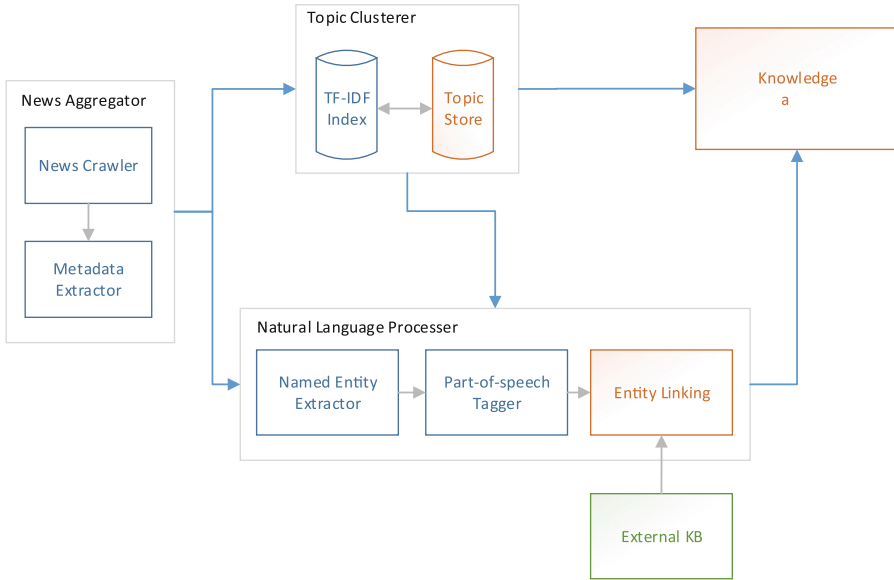 Topic Clusterer
TF-IDF
Index
Topic
Store
Knowledge
a
News Aggregator
News Crawler
Metadata
Extractor
Natural Language Processer
Named Entity
Extractor
Part-of-speech
Tagger
Entity Linking
External KB